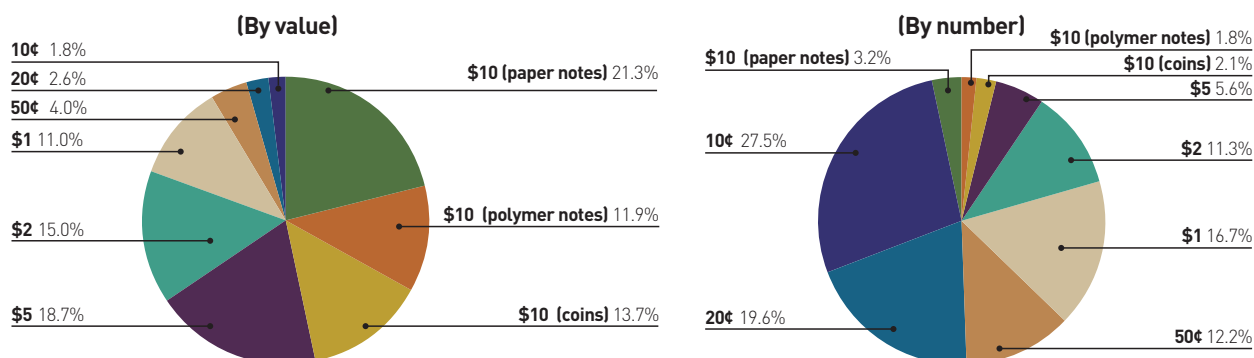 (By value)
10¢ 1.8%
20¢ 2.6%
50¢ 4.0%
$1 11.0%
$2 15.0%
$5 18.7%
$10 (paper notes) 21.3%
$10 (polymer notes) 11.9%
$10 (coins) 13.7%
(By number)
$10 (paper notes) 3.2%
10¢ 27.5%
20¢ 19.6%
$10 (polymer notes) 1.8%
$10 (coins) 2.1%
$5 5.6%
$2 11.3%
$1 16.7%
50¢ 12.2%